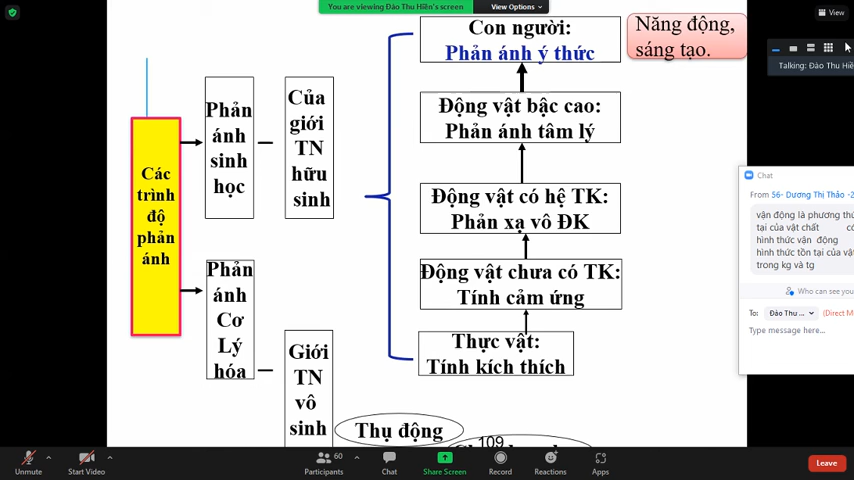 You are viewing Đào Thu Hiền's screen
View Options
View
Con người:
Phản ánh ý thức
Năng động,
sáng tạo.
Talking: Đào Thu Hiề
Động vật bậc cao:
Phản ánh tâm lý
Động vật có hệ TK:
Phản xạ vô ĐK
Động vật chưa có TK:
Tính cảm ứng
Thực vật:
Tính kích thích
Các
trình
độ
phản
ánh
Phản
ánh
sinh
học
Của
giới
TN
hữu
sinh
Phản
ánh
Cơ
Lý
hóa
Giới
TN
vô
sinh
Thụ động
109
Chat
From 56- Dương Thị Thảo -2
vận động là phương thứ
tại của vật chất có
hình thức vận động
hình thức tồn tại của vật
trong kg và tg
Who can see you
To: Đào Thu ... (Direct M
Type message here...
Unmute
Start Video
Participants
60
Chat
Share Screen
Record
Reactions
Apps
Leave